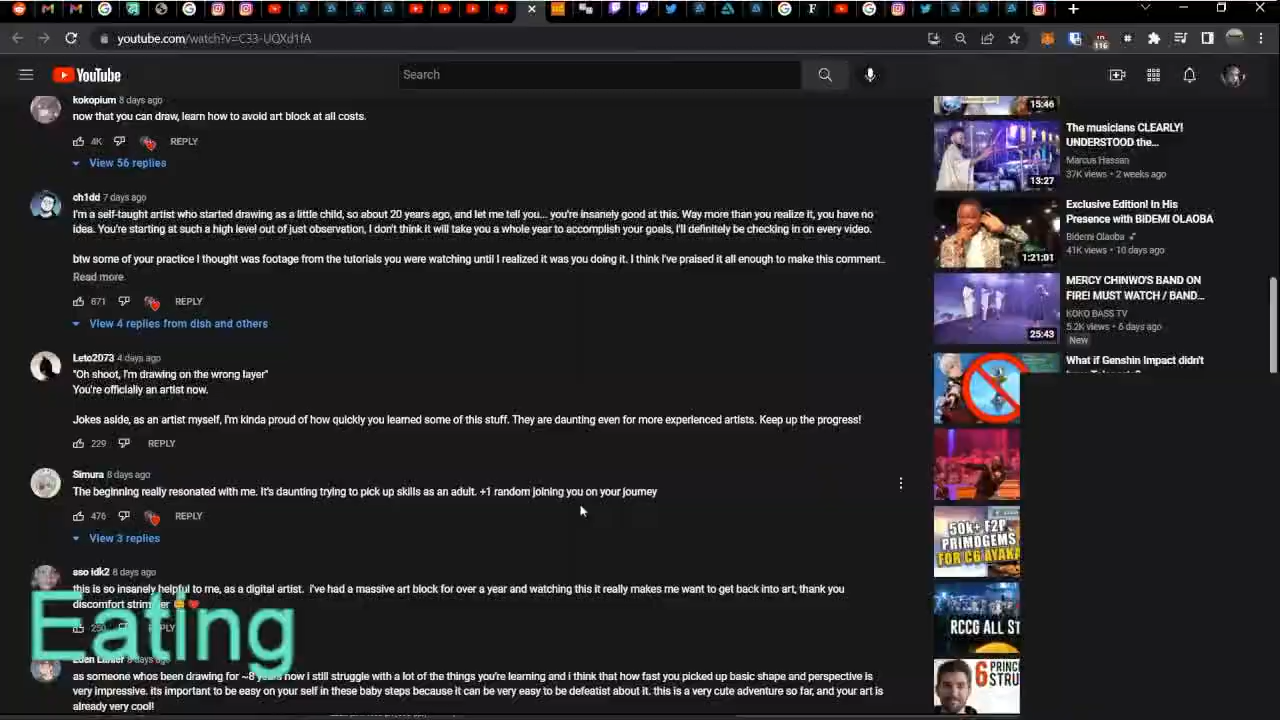 youtube.com/watch?v=C33-UQXd1fA
116
YouTube
Search
kokopium 8 days ago
now that you can draw, learn how to avoid art block at all costs.
4K REPLY
View 56 replies
ch1dd 7 days ago
I'm a self-taught artist who started drawing as a little child, so about 20 years ago, and let me tell you... you're insanely good at this. Way more than you realize it, you have no
idea. You're starting at such a high level out of just observation, I don't think it will take you a whole year to accomplish your goals, I'll definitely be checking in on every video.
btw some of your practice I thought was footage from the tutorials you were watching until I realized it was you doing it. I think I've praised it all enough to make this comment...
Read more
671 REPLY
View 4 replies from dish and others
Leto2073 4 days ago
"Oh shoot, I'm drawing on the wrong layer"
You're officially an artist now.
Jokes aside, as an artist myself, I'm kinda proud of how quickly you learned some of this stuff. They are daunting even for more experienced artists. Keep up the progress!
229 REPLY
Simura 8 days ago
The beginning really resonated with me. It's daunting trying to pick up skills as an adult. +1 random joining you on your journey
476 REPLY
View 3 replies
aso idk2 8 days ago
this is so insanely helpful to me, as a digital artist. i've had a massive art block for over a year and watching this it really makes me want to get back into art, thank you
discomfort
250 REPLY
Eating
8 days ago
as someone whos been drawing for ~8 years now i still struggle with a lot of the things you're learning and i think that how fast you picked up basic shape and perspective is
very impressive. its important to be easy on your self in these baby steps because it can be very easy to be defeatist about it. this is a very cute adventure so far, and your art is
already very cool!
15:46
The musicians CLEARLY!
UNDERSTOOD the...
Marcus Hassan
37K views • 2 weeks ago
13:27
Exclusive Edition! In His
Presence with BIDEMI OLAOBA
Bidemi Olaoba
41K views • 10 days ago
1:21:01
MERCY CHINWO'S BAND ON
FIRE! MUST WATCH / BAND...
KOKO BASS TV
5.2K views • 6 days ago
New
25:43
What if Genshin Impact didn't
50k+ F2P
PRIMOGEMS
FOR C6 AYAKA
RCCG ALL ST
6 PRINC
STRU